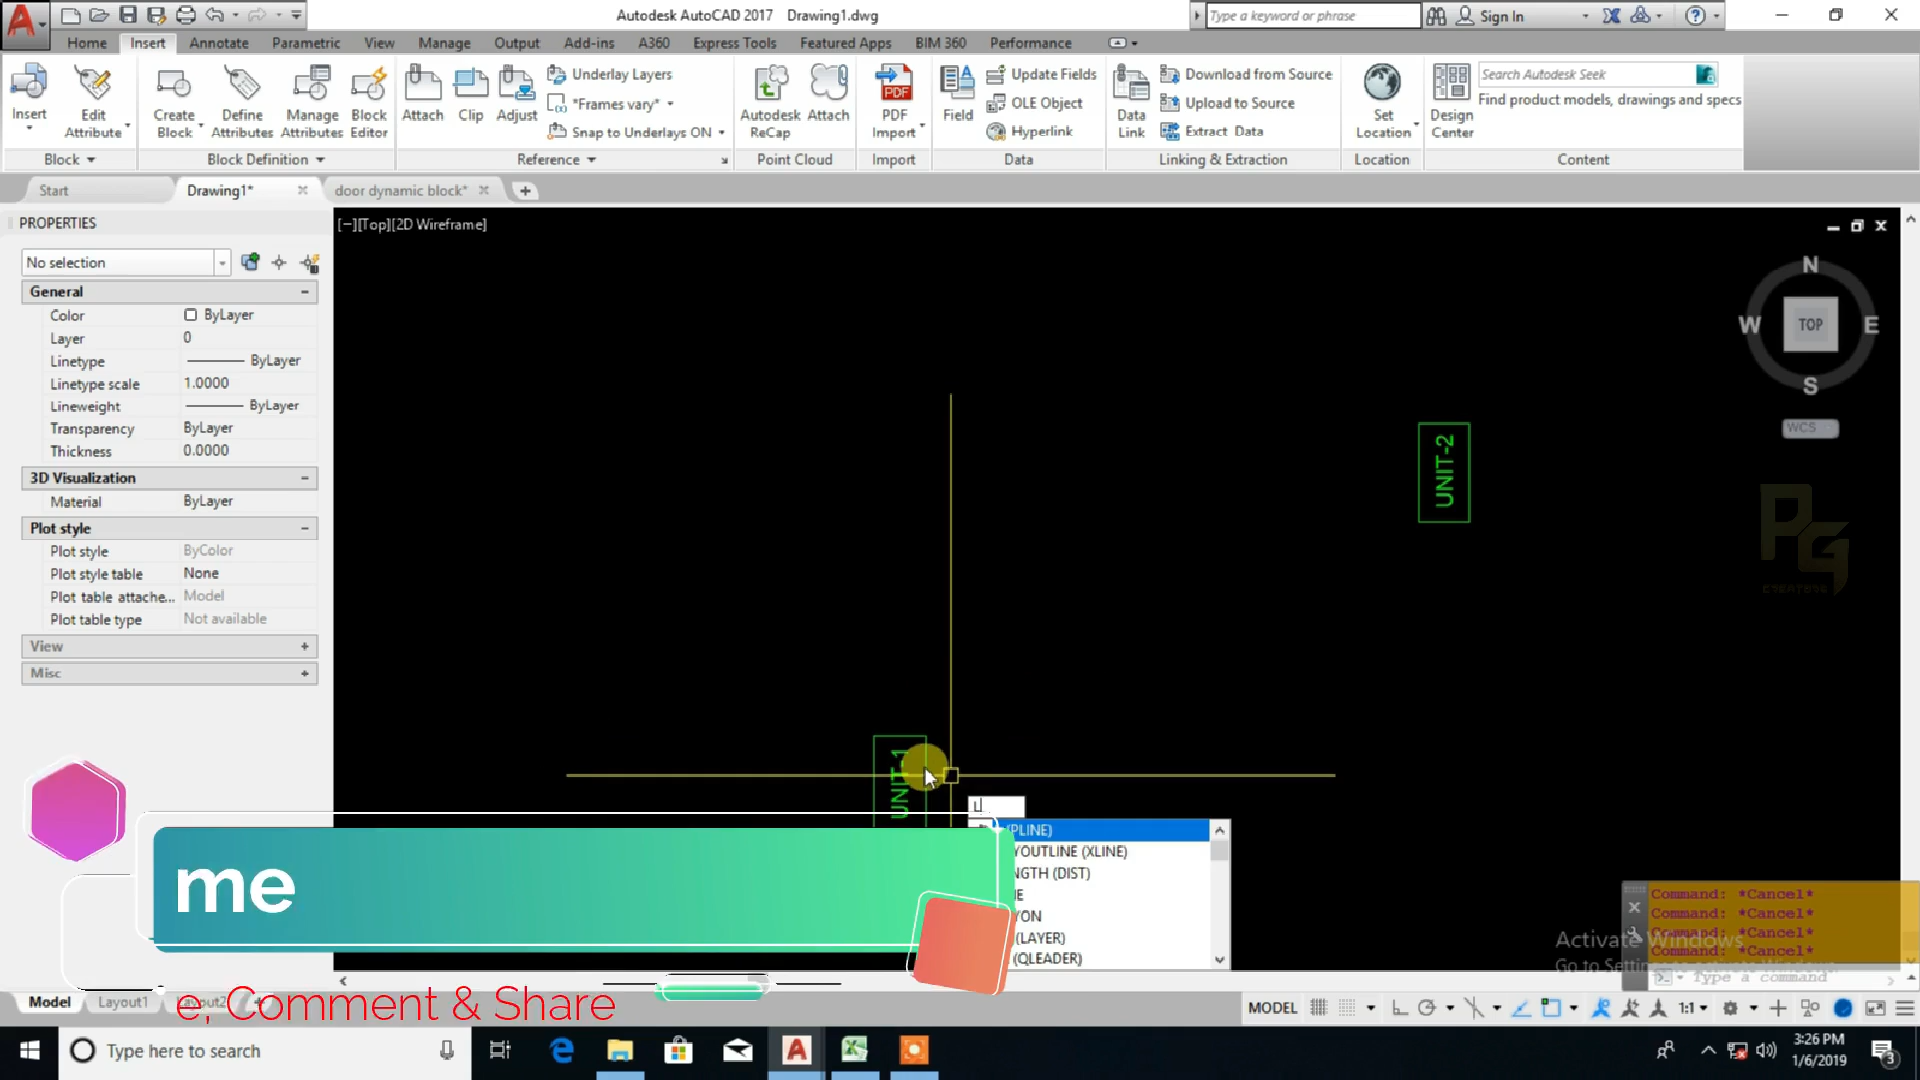 Autodesk AutoCAD 2017 Drawing1.dwg
Type a keyword or phrase
Sign In
Home Insert Annotate Parametric View Manage Output Add-ins A360 Express Tools Featured Apps BIM 360 Performance
Insert
Edit Attribute
Create Block
Define Attributes
Manage Attributes
Block Editor
Attach
Clip
Adjust
Underlay Layers
*Frames vary*
Snap to Underlays ON
Autodesk ReCap
Attach
PDF Import
Field
Update Fields
OLE Object
Hyperlink
Data Link
Download from Source
Upload to Source
Extract Data
Set Location
Design Center
Search Autodesk Seek
Find product models, drawings and specs
Block
Block Definition
Reference
Point Cloud
Import
Data
Linking & Extraction
Location
Content
Start
Drawing1*
door dynamic block*
PROPERTIES
[−][Top][2D Wireframe]
No selection
General
Color ByLayer
Layer 0
Linetype ByLayer
Linetype scale 1.0000
Lineweight ByLayer
Transparency ByLayer
Thickness 0.0000
3D Visualization
Material ByLayer
Plot style
Plot style ByColor
Plot style table None
Plot table attache... Model
Plot table type Not available
View
Misc
N
W TOP E
S
WCS
UNIT-2
PG
UNIT-1
(PLINE)
YOUTLINE (XLINE)
NGTH (DIST)
NE
YON
(LAYER)
(QLEADER)
me
e, Comment & Share
Command: *Cancel*
Command: *Cancel*
Command: *Cancel*
Command: *Cancel*
Activate Windows
Type a command
Model Layout1 Layout2
MODEL
1:1
Type here to search
3:26 PM
1/6/2019
3